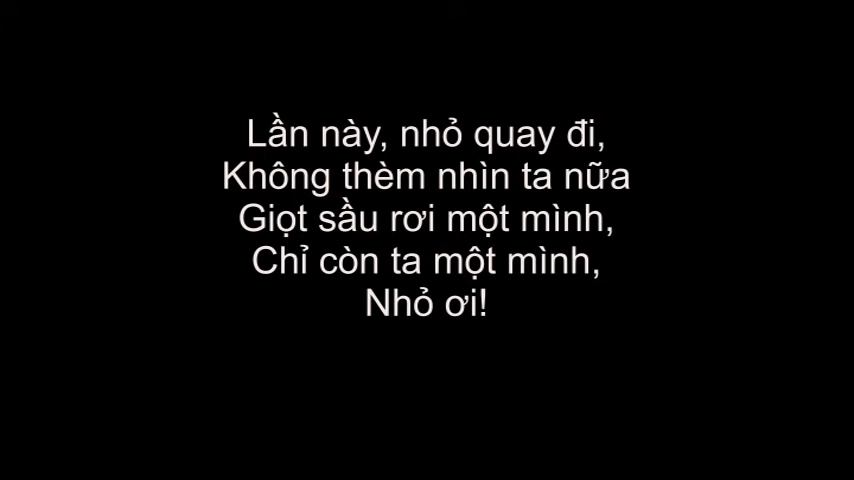 Lần này, nhỏ quay đi,
Không thèm nhìn ta nữa
Giọt sầu rơi một mình,
Chỉ còn ta một mình,
Nhỏ ơi!